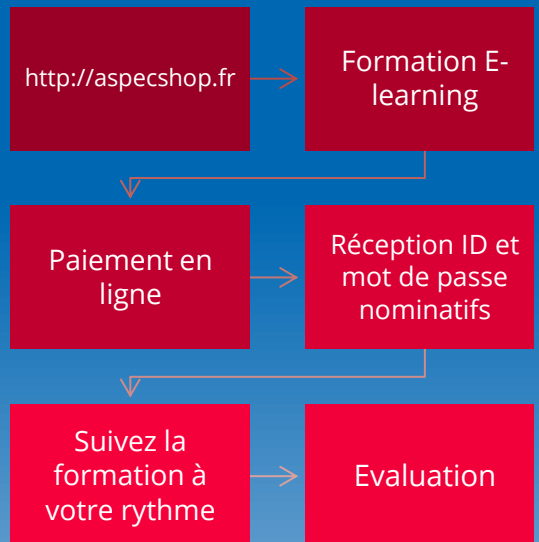 http://aspecshop.fr
Formation E-
learning
Paiement en
ligne
Réception ID et
mot de passe
nominatifs
Suivez la
formation à
votre rythme
Evaluation